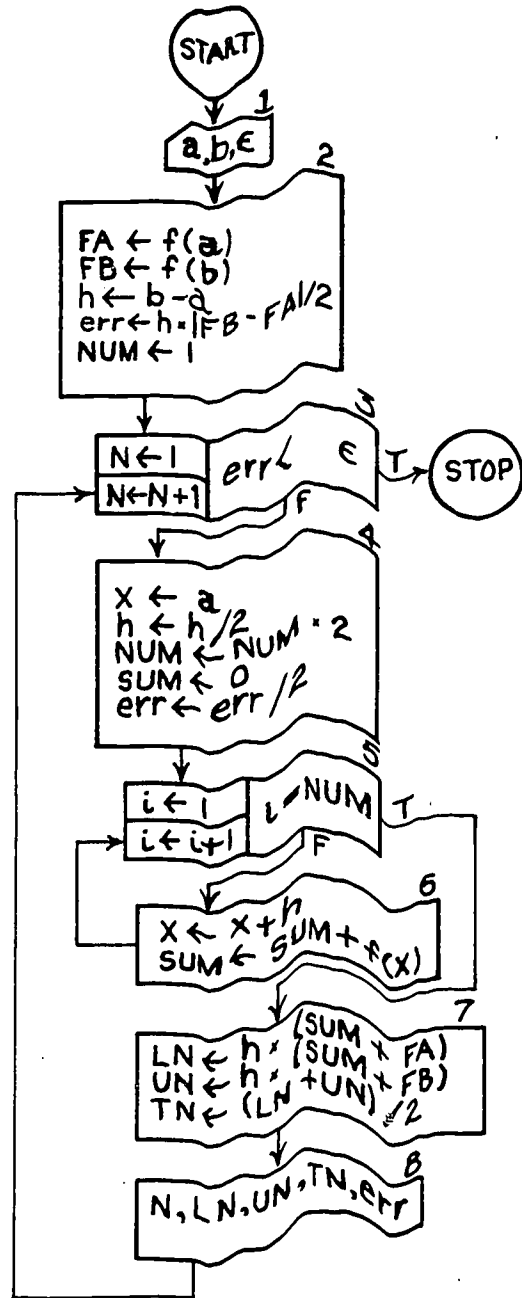 START
1
a, b, ϵ
2
FA ← f(a)
FB ← f(b)
h ← b - a
err ← h × |FB - FA|/2
NUM ← 1
3
N ← 1
N ← N + 1
err < ϵ
T
STOP
F
4
X ← a
h ← h/2
NUM ← NUM × 2
SUM ← 0
err ← err/2
5
i ← 1
i ← i+1
i = NUM
T
F
6
X ← X + h
SUM ← SUM + f(X)
7
LN ← h × (SUM + FA)
UN ← h × (SUM + FB)
TN ← (LN + UN)/2
8
N, LN, UN, TN, err